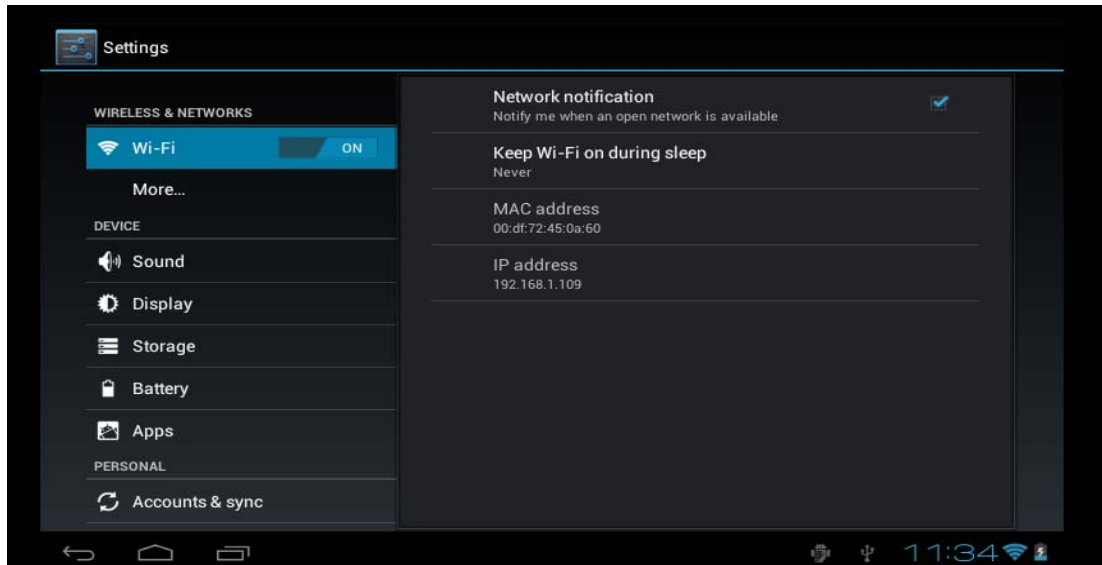 Settings
WIRELESS & NETWORKS
Wi-Fi
ON
More...
DEVICE
Sound
Display
Storage
Battery
Apps
PERSONAL
Accounts & sync
Network notification
Notify me when an open network is available
Keep Wi-Fi on during sleep
Never
MAC address
00:df:72:45:0a:60
IP address
192.168.1.109
11:34